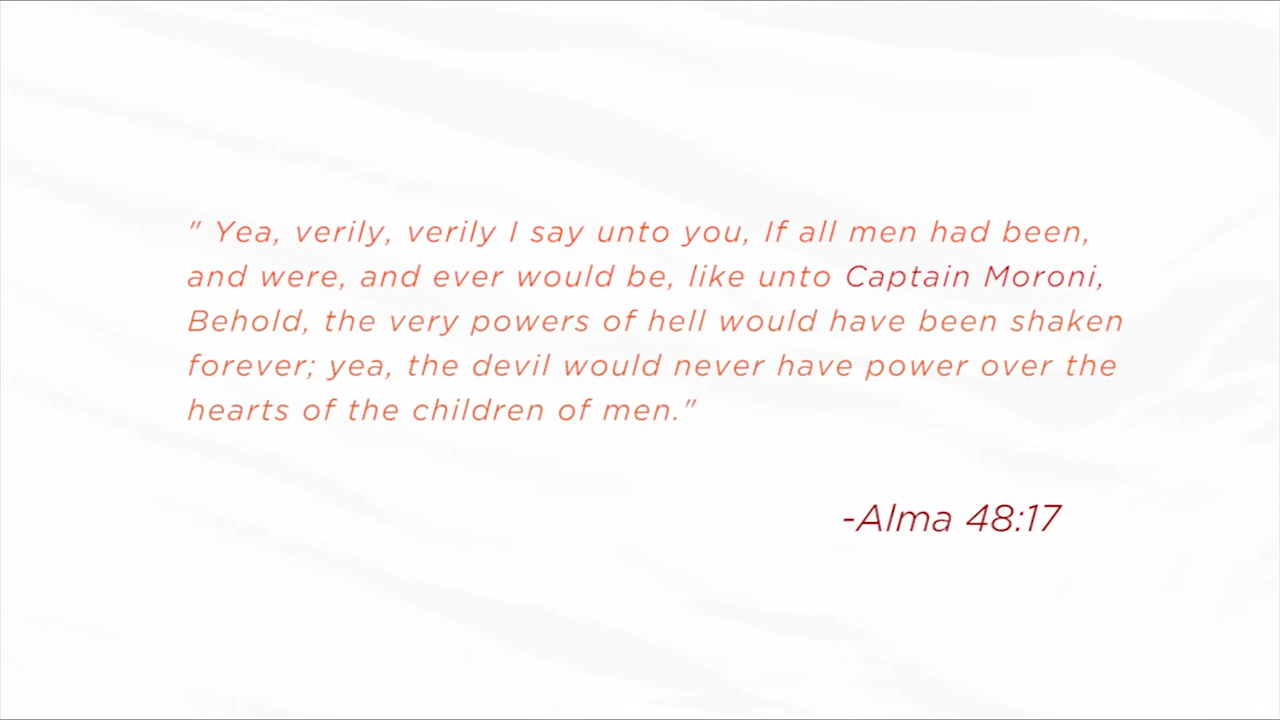 " Yea, verily, verily I say unto you, If all men had been,
and were, and ever would be, like unto Captain Moroni,
Behold, the very powers of hell would have been shaken
forever; yea, the devil would never have power over the
hearts of the children of men."
-Alma 48:17